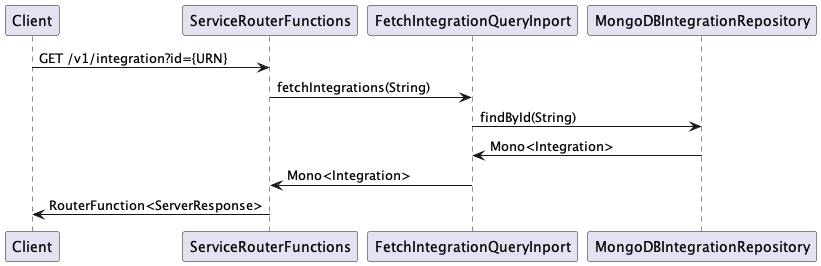 Client
ServiceRouterFunctions
FetchIntegrationQueryInport
MongoDBIntegrationRepository
GET /v1/integration?id={URN}
fetchIntegrations(String)
findById(String)
Mono<Integration>
Mono<Integration>
RouterFunction<ServerResponse>
Client
ServiceRouterFunctions
FetchIntegrationQueryInport
MongoDBIntegrationRepository